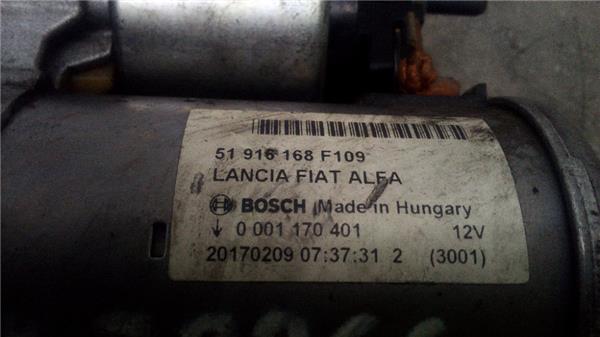 51 916 168 F109
LANCIA FIAT ALFA
BOSCH Made in Hungary
↓ 0 001 170 401 12V
20170209 07:37:31 2 (3001)